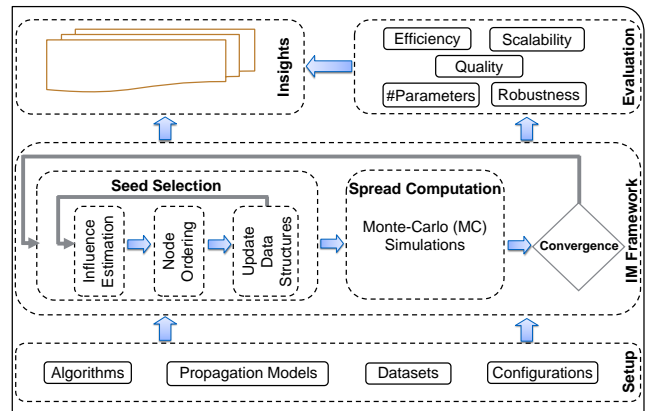 Insights
Efficiency
Scalability
Quality
#Parameters
Robustness
Evaluation
Seed Selection
Influence
Estimation
Node
Ordering
Update
Data
Structures
Spread Computation
Monte-Carlo (MC)
Simulations
Convergence
IM Framework
Algorithms
Propagation Models
Datasets
Configurations
Setup